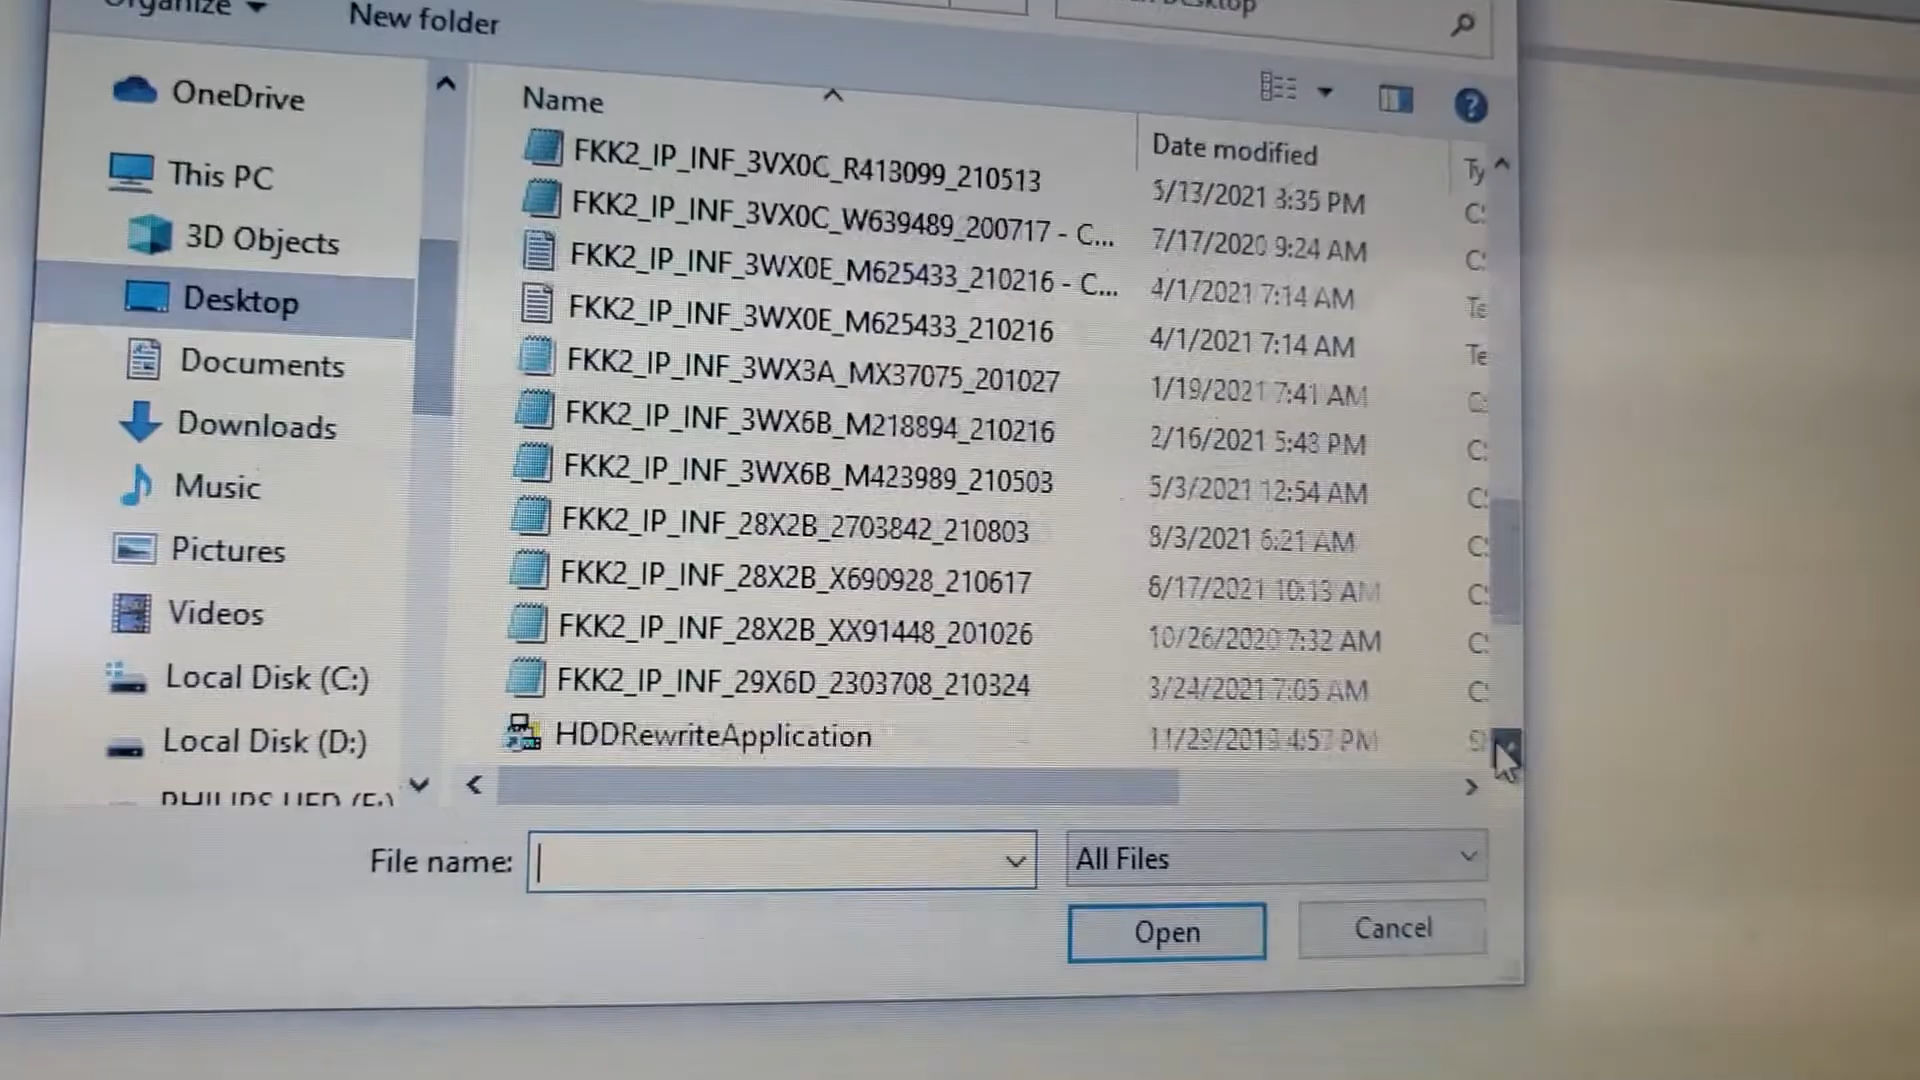 Organize
New folder
Desktop
OneDrive
This PC
3D Objects
Desktop
Documents
Downloads
Music
Pictures
Videos
Local Disk (C:)
Local Disk (D:)
PHILIPS UFD (F:)
Name
Date modified
Ty
FKK2_IP_INF_3VX0C_R413099_210513
5/13/2021 3:35 PM
FKK2_IP_INF_3VX0C_W639489_200717 - C...
7/17/2020 9:24 AM
FKK2_IP_INF_3WX0E_M625433_210216 - C...
4/1/2021 7:14 AM
Te
FKK2_IP_INF_3WX0E_M625433_210216
4/1/2021 7:14 AM
Te
FKK2_IP_INF_3WX3A_MX37075_201027
1/19/2021 7:41 AM
FKK2_IP_INF_3WX6B_M218894_210216
2/16/2021 5:43 PM
FKK2_IP_INF_3WX6B_M423989_210503
5/3/2021 12:54 AM
FKK2_IP_INF_28X2B_2703842_210803
8/3/2021 6:21 AM
FKK2_IP_INF_28X2B_X690928_210617
10:13 AM
FKK2_IP_INF_28X2B_XX91448_201026
10/26/2020 7:32 AM
FKK2_IP_INF_29X6D_2303708_210324
3/24/2021 7:05 AM
HDDRewriteApplication
11/29/2019 4:57 PM
File name:
All Files
Open
Cancel